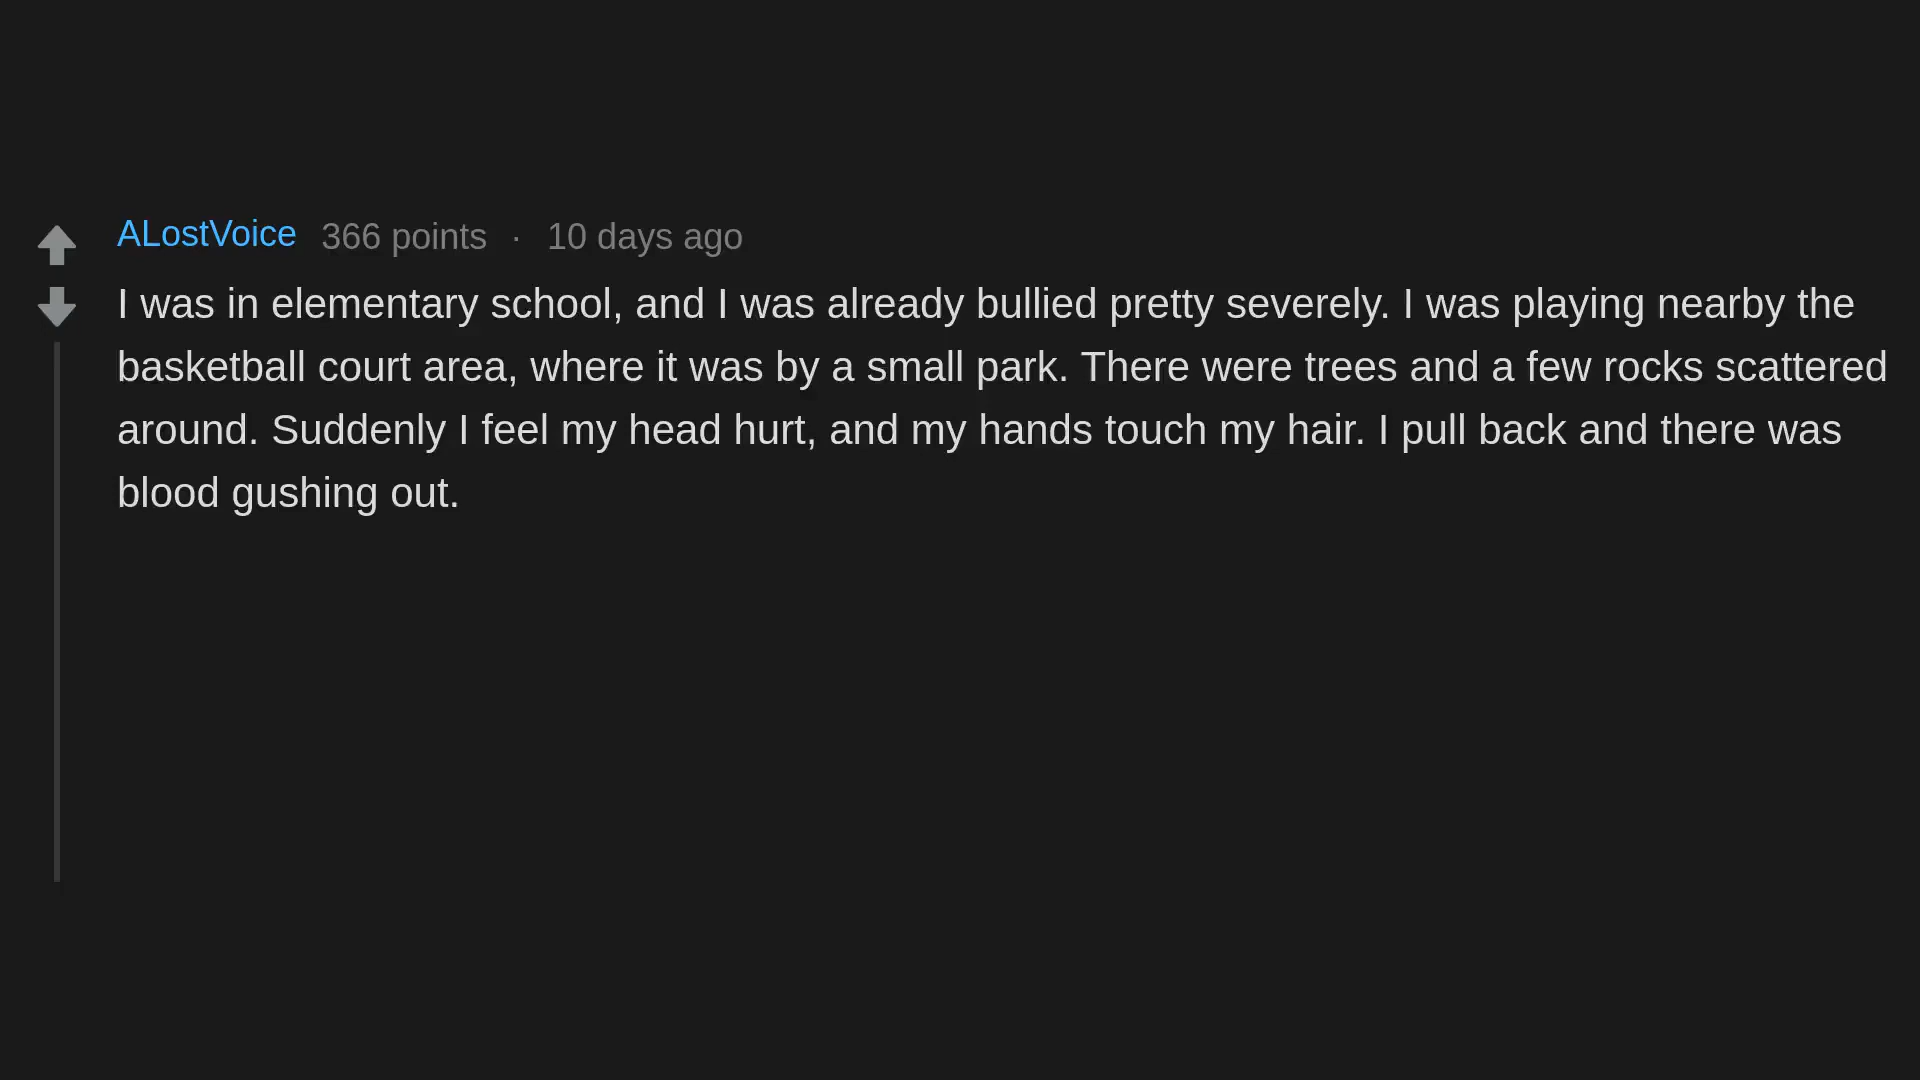 ALostVoice 366 points · 10 days ago
I was in elementary school, and I was already bullied pretty severely. I was playing nearby the
basketball court area, where it was by a small park. There were trees and a few rocks scattered
around. Suddenly I feel my head hurt, and my hands touch my hair. I pull back and there was
blood gushing out.